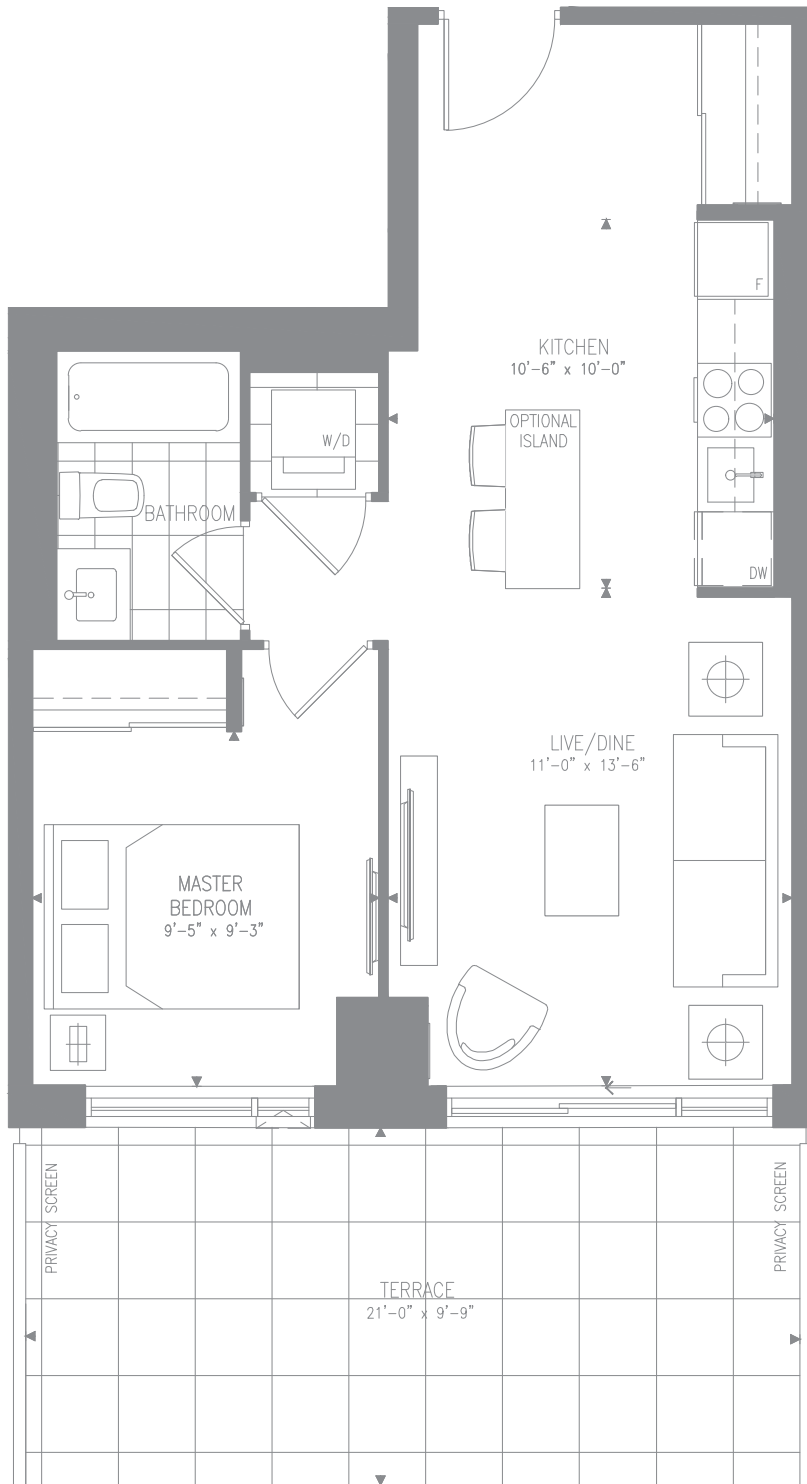 F
KITCHEN
10'-6" x 10'-0"
OPTIONAL
ISLAND
W/D
BATHROOM
DW
LIVE/DINE
11'-0" x 13'-6"
MASTER
BEDROOM
9'-5" x 9'-3"
PRIVACY SCREEN
PRIVACY SCREEN
TERRACE
21'-0" x 9'-9"